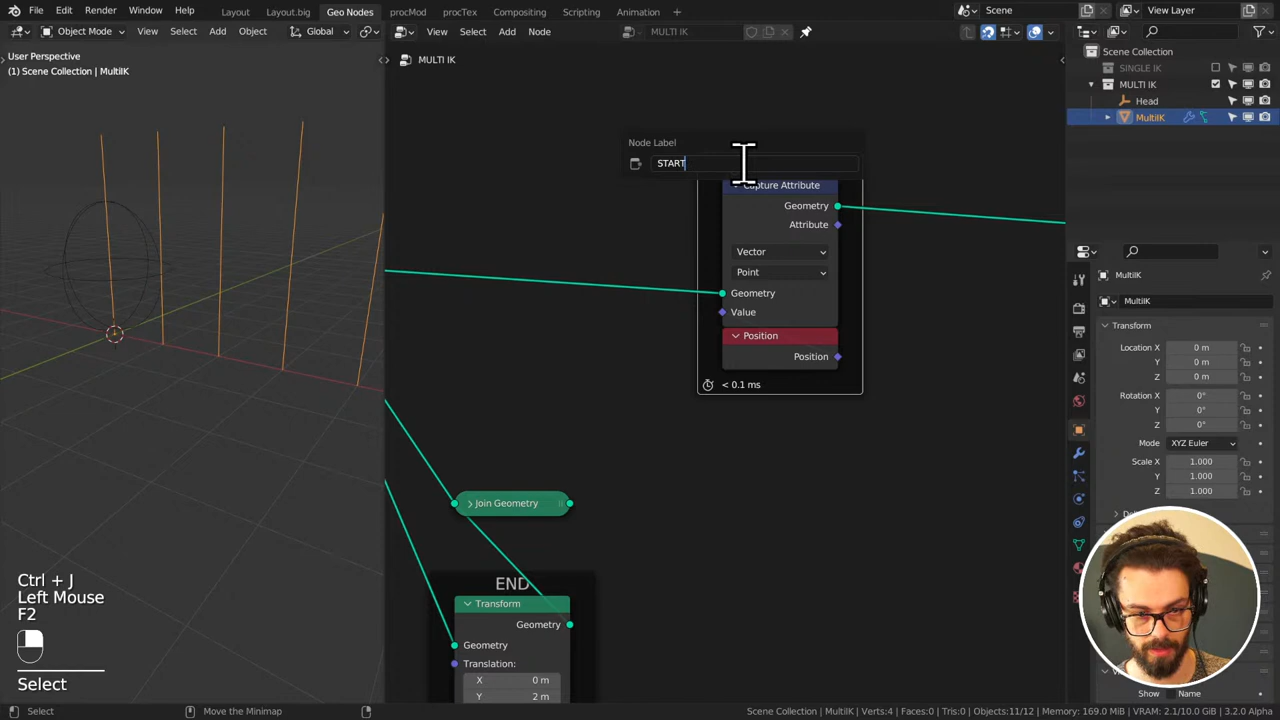 File Edit Render Window Help Layout Layout.big Geo Nodes procMod procTex Compositing Scripting Animation Scene View Layer
Object Mode View Select Add Object Global View Select Add Node MULTI IK
User Perspective
(1) Scene Collection | MultiIK
MULTI IK
Scene Collection
SINGLE IK
MULTI IK
Head
MultiIK
Node Label
START
Capture Attribute
Geometry
Attribute
Vector
Point
Geometry
Value
Position
Position
< 0.1 ms
Join Geometry
END
Transform
Geometry
Geometry
Translation:
X 0 m
Y 2 m
MultiIK
MultiIK
Transform
Location X 0 m
Y 0 m
Z 0 m
Rotation X 0°
Y 0°
Z 0°
Mode XYZ Euler
Scale X 1.000
Y 1.000
Z 1.000
Show Name
Ctrl + J
Left Mouse
F2
Select
Select Move the Minimap Scene Collection | MultiIK | Verts:4 | Faces:0 | Tris:0 | Objects:11/12 | Memory: 169.0 MiB | VRAM: 2.1/10.0 GiB | 3.2.0 Alpha